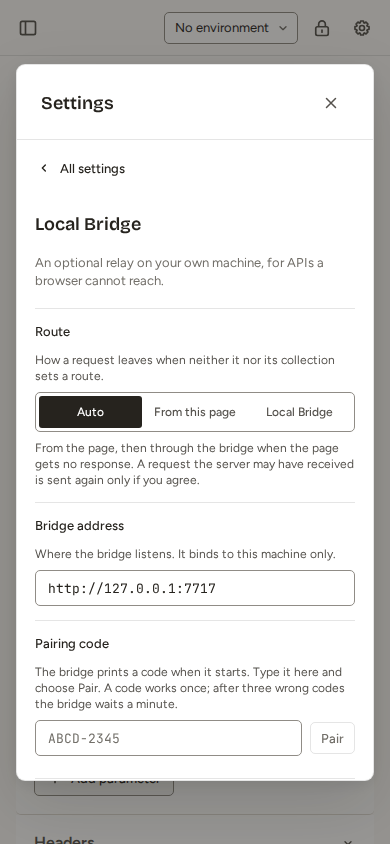 No environment
Settings
All settings
Local Bridge
An optional relay on your own machine, for APIs a
browser cannot reach.
Route
How a request leaves when neither it nor its collection
sets a route.
Auto From this page Local Bridge
From the page, then through the bridge when the page
gets no response. A request the server may have received
is sent again only if you agree.
Bridge address
Where the bridge listens. It binds to this machine only.
http://127.0.0.1:7717
Pairing code
The bridge prints a code when it starts. Type it here and
choose Pair. A code works once; after three wrong codes
the bridge waits a minute.
ABCD-2345 Pair
Add parameter
Headers